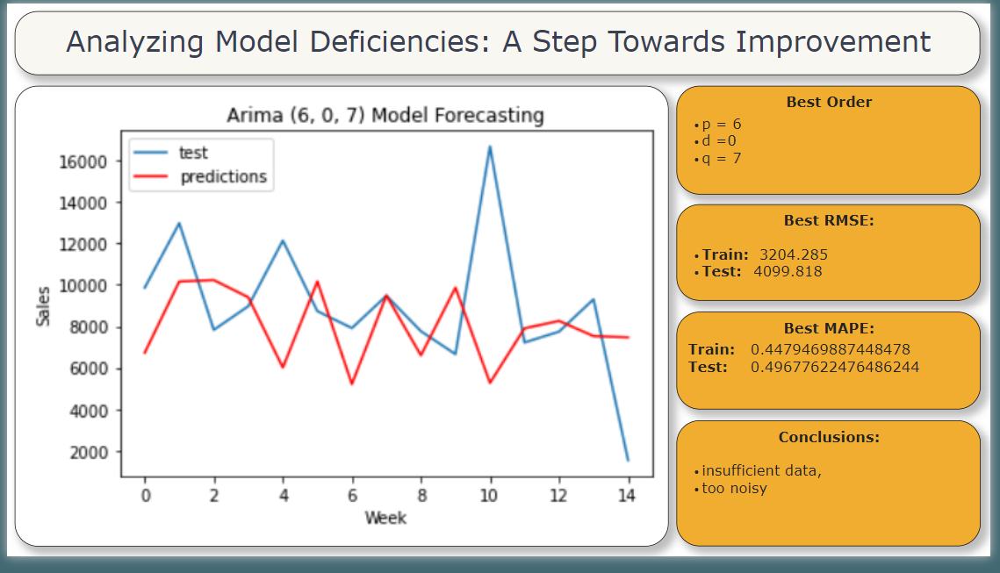 Analyzing Model Deficiencies: A Step Towards Improvement
Arima (6, 0, 7) Model Forecasting
test
predictions
16000
14000
12000
10000
8000
6000
4000
2000
Sales
0 2 4 6 8 10 12 14
Week
Best Order
• p = 6
• d =0
• q = 7
Best RMSE:
• Train: 3204.285
• Test: 4099.818
Best MAPE:
Train: 0.4479469887448478
Test: 0.49677622476486244
Conclusions:
• insufficient data,
• too noisy